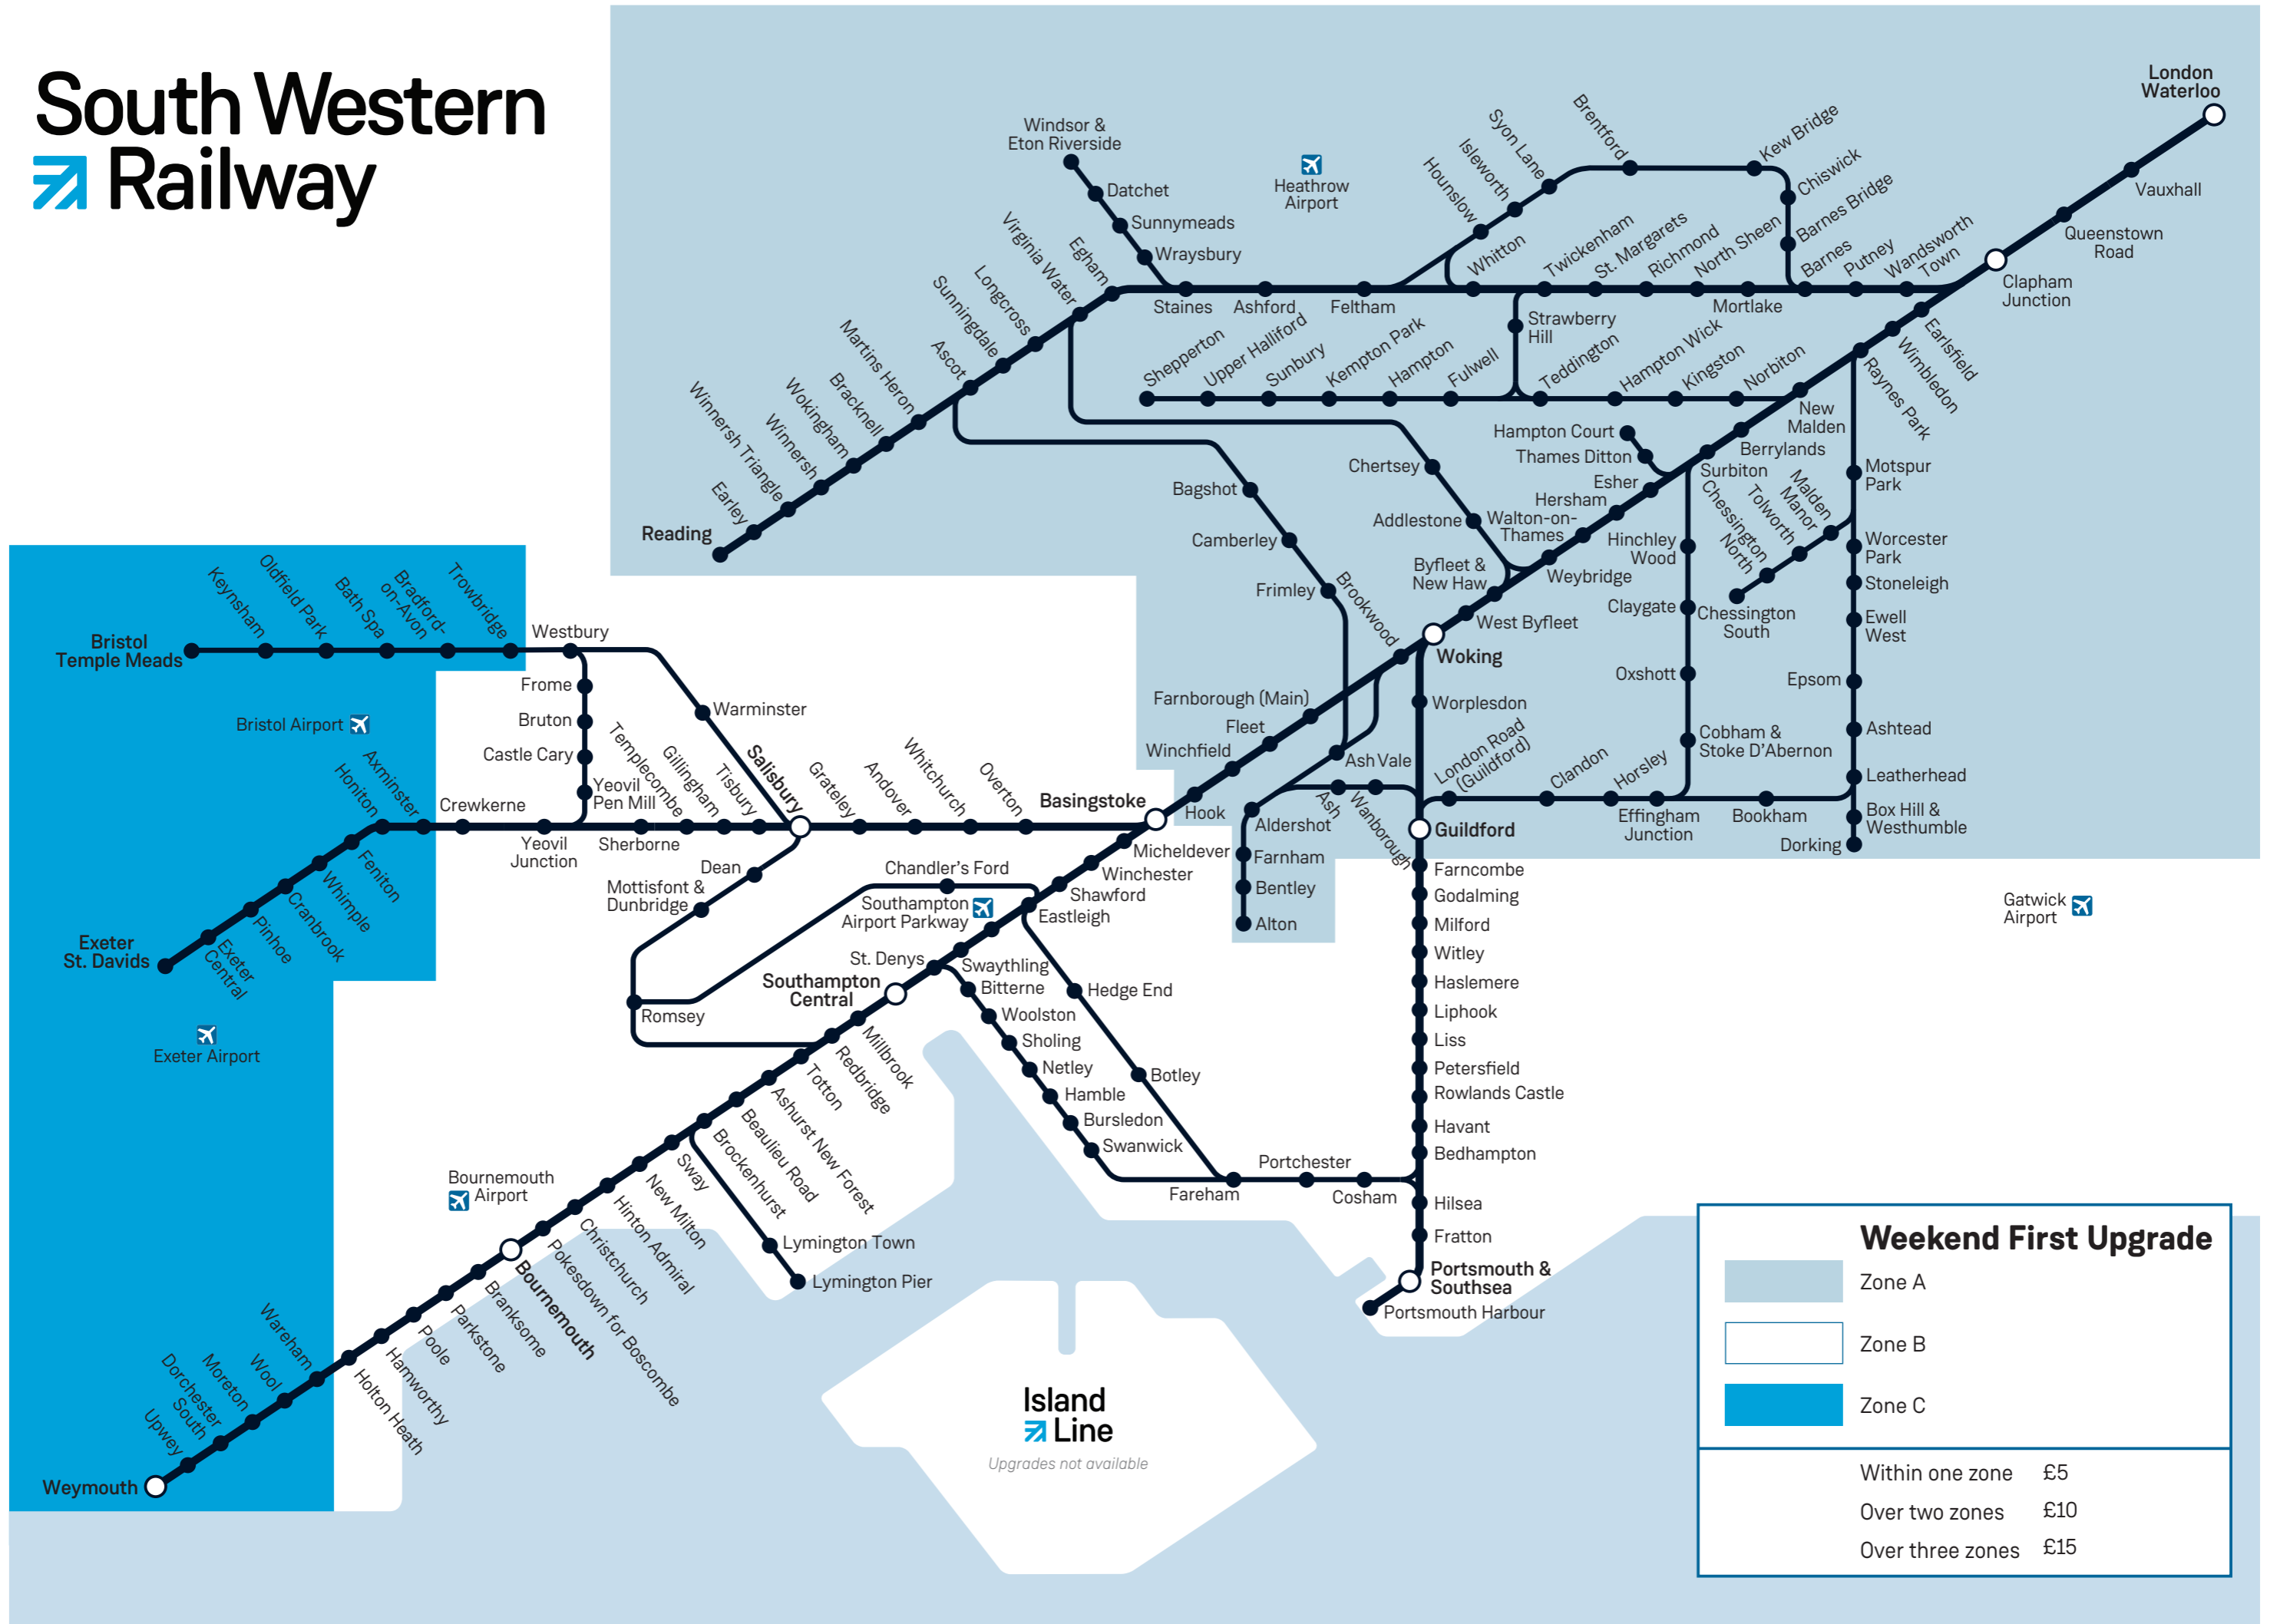 South Western
Railway
London
Waterloo
Vauxhall
Queenstown
Road
Clapham
Junction
Windsor &
Eton Riverside
Datchet
Sunnymeads
Wraysbury
Heathrow
Airport
Hounslow
Isleworth
Syon Lane
Brentford
Kew Bridge
Chiswick
Barnes Bridge
Virginia Water
Egham
Staines
Ashford
Feltham
Whitton
Twickenham
St. Margarets
Richmond
North Sheen
Mortlake
Barnes
Putney
Wandsworth
Town
Reading
Earley
Winnersh Triangle
Winnersh
Wokingham
Bracknell
Martins Heron
Ascot
Sunningdale
Longcross
Strawberry
Hill
Shepperton
Upper Halliford
Sunbury
Kempton Park
Hampton
Fulwell
Teddington
Hampton Wick
Kingston
Norbiton
Earlsfield
Wimbledon
Raynes Park
New
Malden
Berrylands
Surbiton
Hampton Court
Thames Ditton
Esher
Hersham
Walton-on-
Thames
Weybridge
Byfleet &
New Haw
West Byfleet
Woking
Chertsey
Addlestone
Bagshot
Camberley
Frimley
Brookwood
Motspur
Park
Malden
Manor
Tolworth
Chessington
North
Chessington
South
Worcester
Park
Stoneleigh
Ewell
West
Epsom
Ashtead
Leatherhead
Box Hill &
Westhumble
Dorking
Hinchley
Wood
Claygate
Oxshott
Cobham &
Stoke D'Abernon
London Road
(Guildford)
Clandon
Horsley
Effingham
Junction
Bookham
Worplesdon
Guildford
Farnborough (Main)
Fleet
Winchfield
Hook
Ash Vale
Ash
Wanborough
Aldershot
Farnham
Bentley
Alton
Bristol
Temple Meads
Keynsham
Oldfield Park
Bath Spa
Bradford-
on-Avon
Trowbridge
Westbury
Frome
Bruton
Castle Cary
Yeovil
Pen Mill
Warminster
Bristol Airport
Exeter
St. Davids
Exeter
Central
Pinhoe
Cranbrook
Whimple
Feniton
Honiton
Axminster
Crewkerne
Yeovil
Junction
Sherborne
Templecombe
Gillingham
Tisbury
Salisbury
Grateley
Andover
Whitchurch
Overton
Basingstoke
Exeter Airport
Dean
Mottisfont &
Dunbridge
Romsey
Chandler's Ford
Southampton
Airport Parkway
Micheldever
Winchester
Shawford
Eastleigh
St. Denys
Swaythling
Southampton
Central
Bitterne
Woolston
Sholing
Netley
Hamble
Bursledon
Swanwick
Hedge End
Botley
Fareham
Portchester
Cosham
Farncombe
Godalming
Milford
Witley
Haslemere
Liphook
Liss
Petersfield
Rowlands Castle
Havant
Bedhampton
Hilsea
Fratton
Portsmouth &
Southsea
Portsmouth Harbour
Gatwick
Airport
Millbrook
Redbridge
Totton
Ashurst New Forest
Beaulieu Road
Brockenhurst
Sway
New Milton
Hinton Admiral
Christchurch
Pokesdown for Boscombe
Bournemouth
Branksome
Parkstone
Poole
Hamworthy
Holton Heath
Wareham
Wool
Moreton
Dorchester
South
Upwey
Weymouth
Bournemouth
Airport
Lymington Town
Lymington Pier
Island
Line
Upgrades not available
Weekend First Upgrade
Zone A
Zone B
Zone C
Within one zone £5
Over two zones £10
Over three zones £15